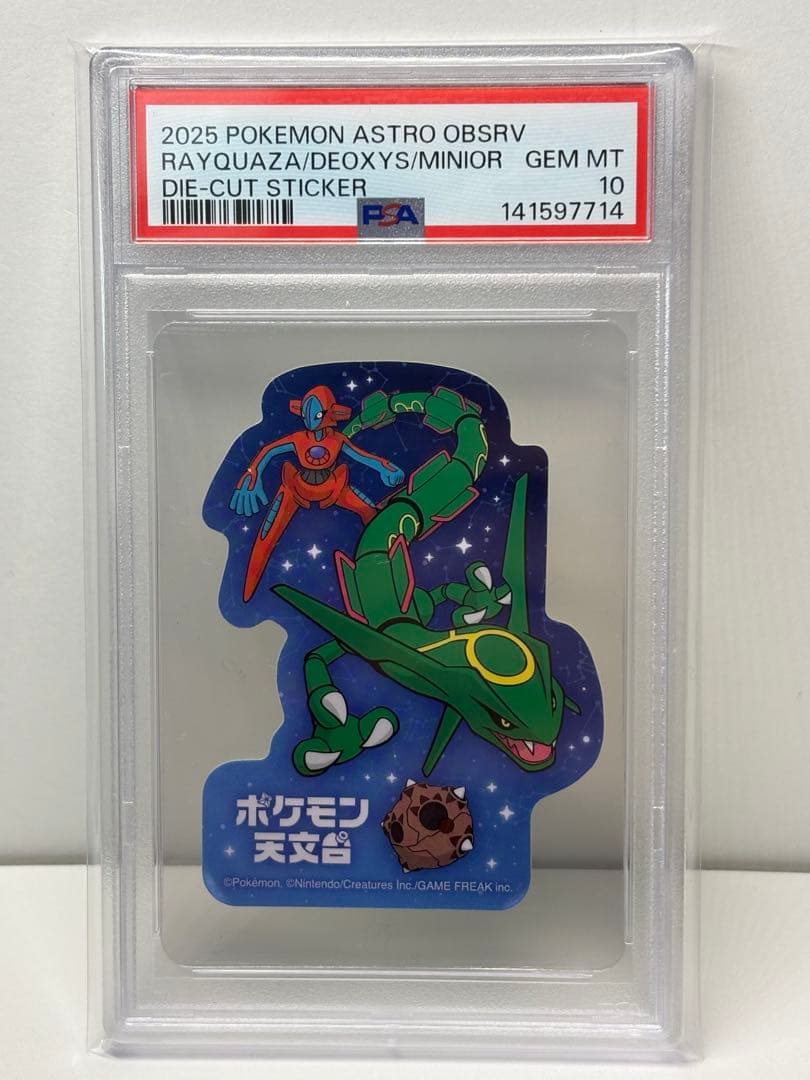 2025 POKEMON ASTRO OBSRV
RAYQUAZA/DEOXYS/MINIOR GEM MT
DIE-CUT STICKER 10
PSA 141597714
ポケモン
天文台
©Pokémon. ©Nintendo/Creatures Inc./GAME FREAK inc.